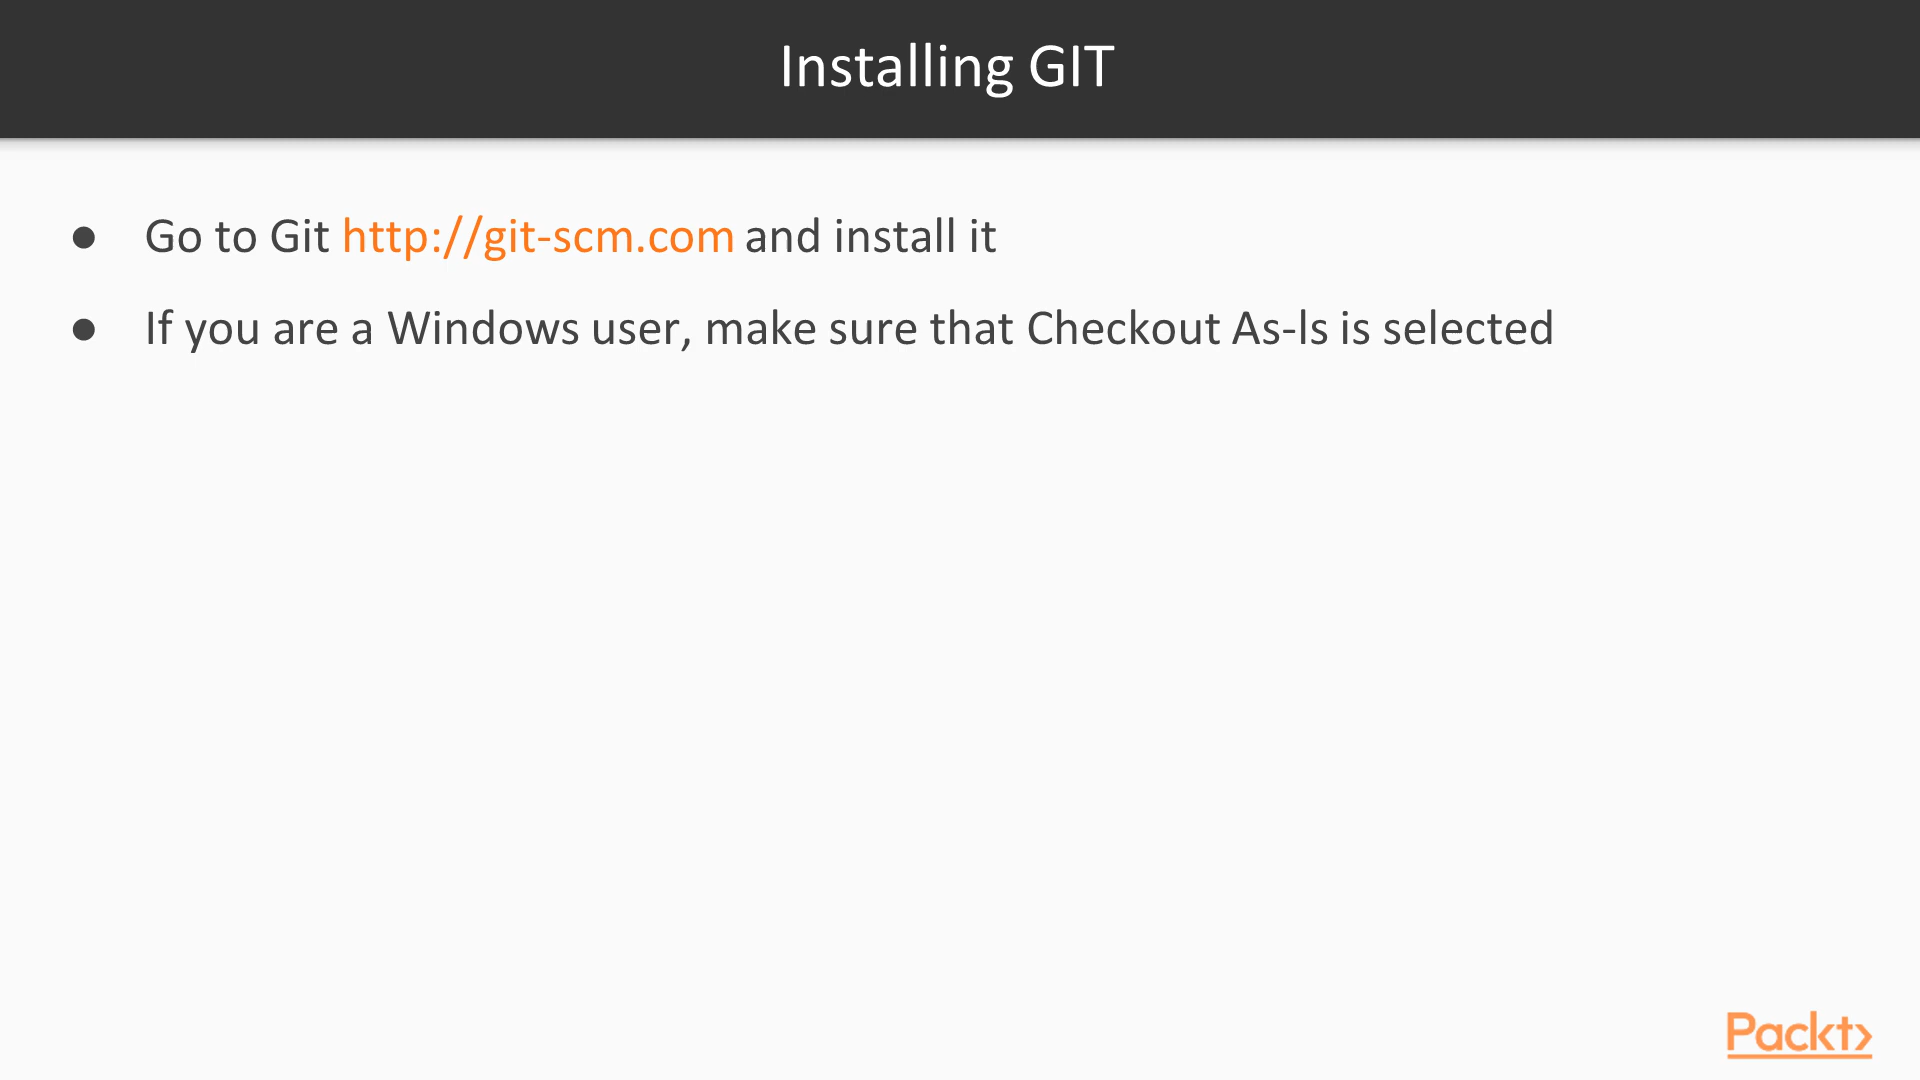 Installing GIT
● Go to Git http://git-scm.com and install it
● If you are a Windows user, make sure that Checkout As-ls is selected
Packt>